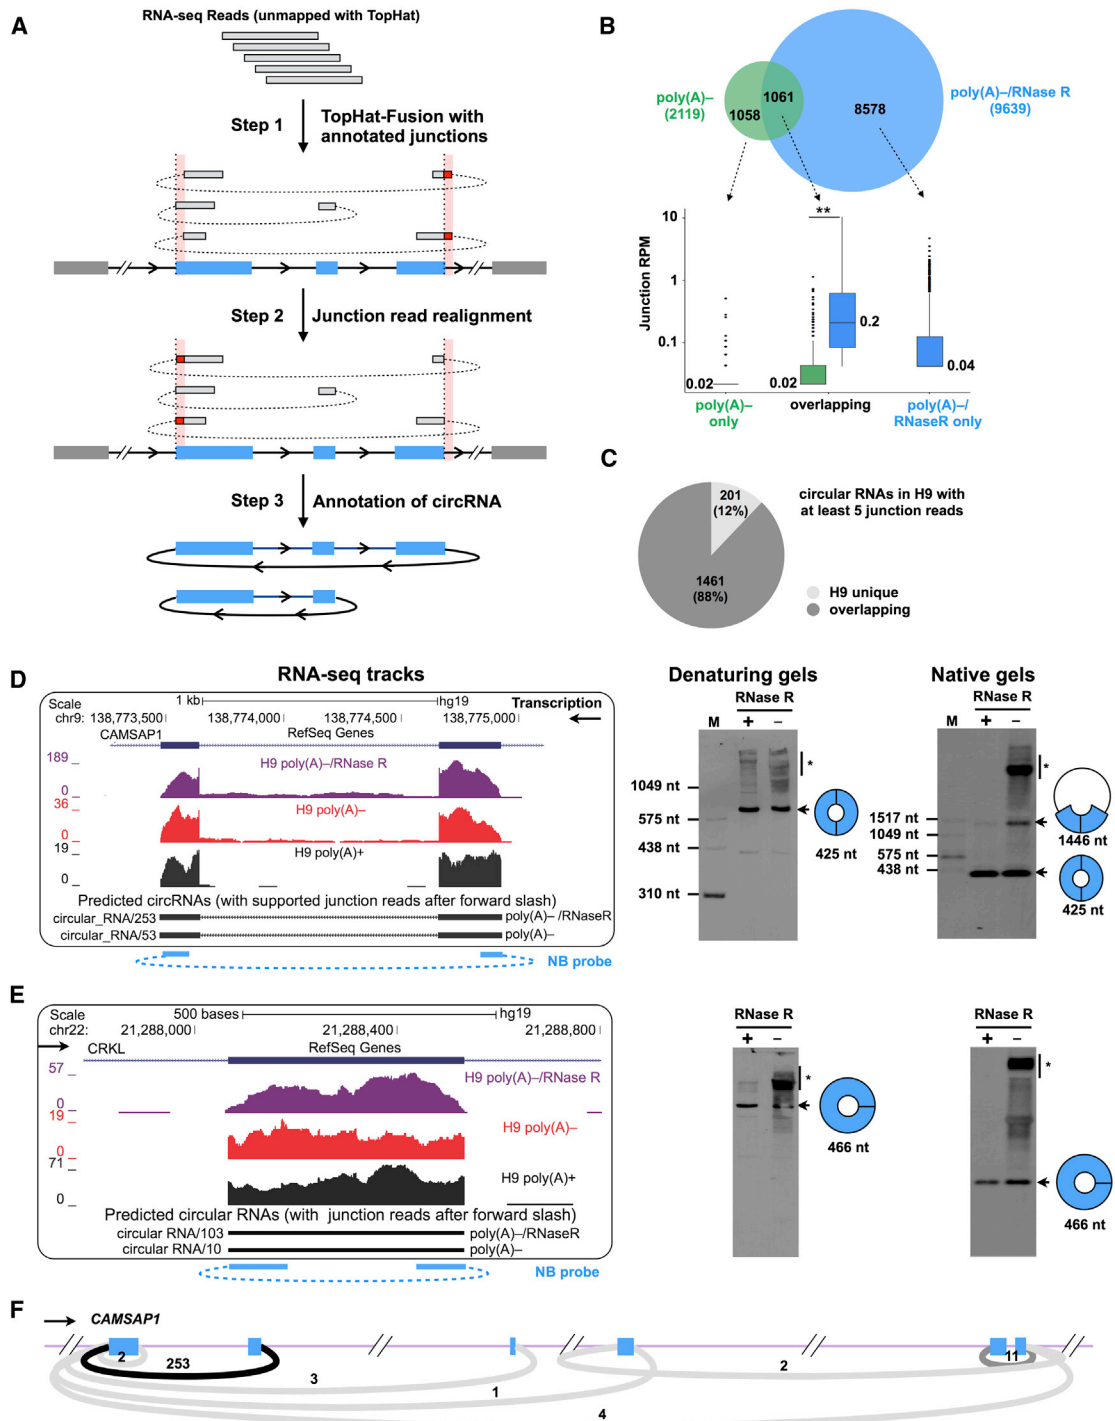 A
RNA-seq Reads (unmapped with TopHat)
Step 1
TopHat-Fusion with
annotated junctions
Step 2
Junction read realignment
Step 3
Annotation of circRNA
B
poly(A)–
(2119)
1058
1061
8578
poly(A)–/RNase R
(9639)
Junction RPM
10
1
0.1
**
0.02
0.02
0.2
0.04
poly(A)–
only
overlapping
poly(A)–/
RNaseR only
C
201
(12%)
1461
(88%)
circular RNAs in H9 with
at least 5 junction reads
H9 unique
overlapping
D
RNA-seq tracks
Scale
1 kb
hg19
Transcription
chr9:
138,773,500
138,774,000
138,774,500
138,775,000
CAMSAP1
RefSeq Genes
189
0
H9 poly(A)–/RNase R
36
0
H9 poly(A)–
19
0
H9 poly(A)+
Predicted circRNAs (with supported junction reads after forward slash)
circular_RNA/253
poly(A)– /RNaseR
circular_RNA/53
poly(A)–
NB probe
Denaturing gels
RNase R
M
+
–
*
1049 nt
575 nt
438 nt
310 nt
425 nt
Native gels
RNase R
M
+
–
*
1517 nt
1049 nt
575 nt
438 nt
1446 nt
425 nt
E
Scale
500 bases
hg19
chr22:
21,288,000
21,288,400
21,288,800
CRKL
RefSeq Genes
57
0
H9 poly(A)–/RNase R
19
0
H9 poly(A)–
71
0
H9 poly(A)+
Predicted circular RNAs (with junction reads after forward slash)
circular RNA/103
poly(A)–/RNaseR
circular RNA/10
poly(A)–
NB probe
RNase R
+
–
*
466 nt
RNase R
+
–
*
466 nt
F
CAMSAP1
2
253
3
1
2
11
4